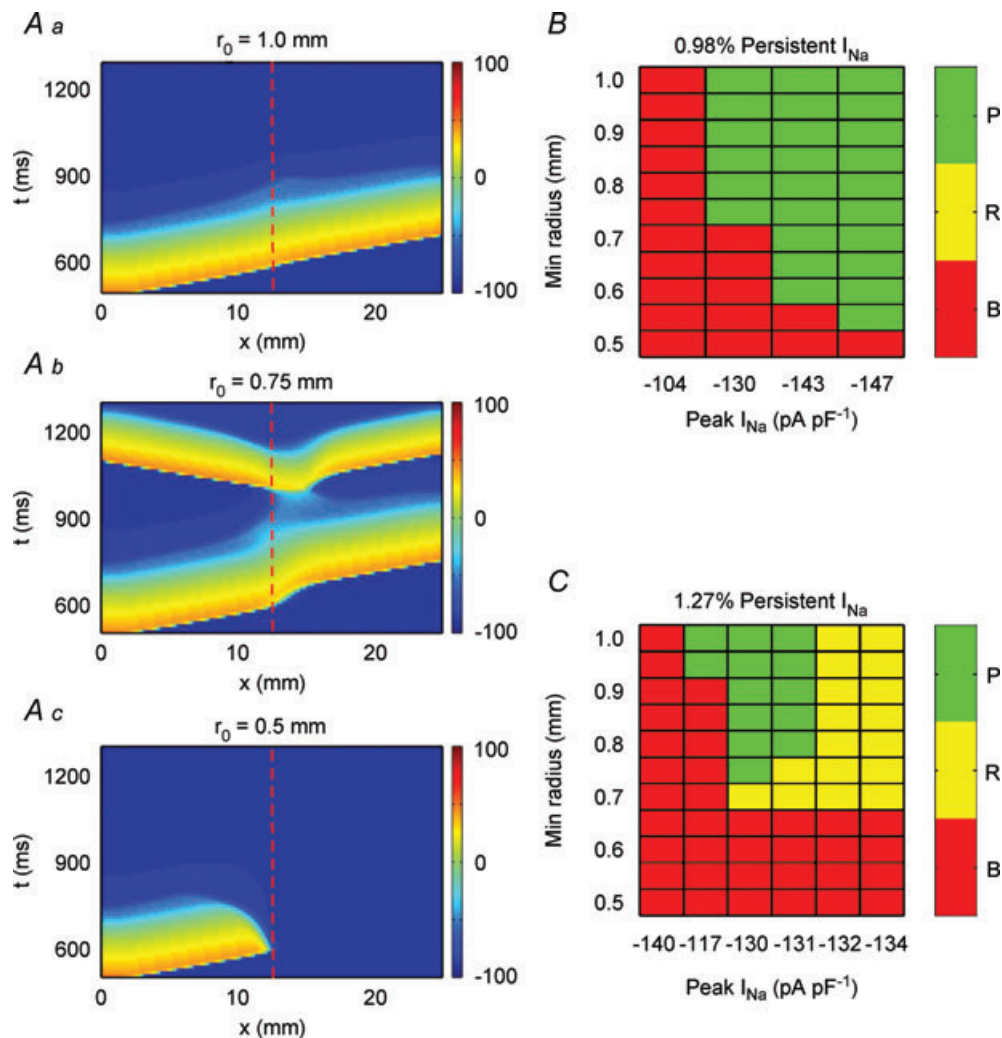 A a
r0 = 1.0 mm
1300
1200
900
600
t (ms)
0 10 20
x (mm)
100
0
-100
A b
r0 = 0.75 mm
1200
900
600
t (ms)
0 10 20
x (mm)
100
0
-100
A c
r0 = 0.5 mm
1200
900
600
t (ms)
0 10 20
x (mm)
100
0
-100
B
0.98% Persistent INa
1.0
0.9
0.8
0.7
0.6
0.5
Min radius (mm)
-104 -130 -143 -147
Peak INa (pA pF-1)
P
R
B
C
1.27% Persistent INa
1.0
0.9
0.8
0.7
0.6
0.5
Min radius (mm)
-140 -117 -130 -131 -132 -134
Peak INa (pA pF-1)
P
R
B